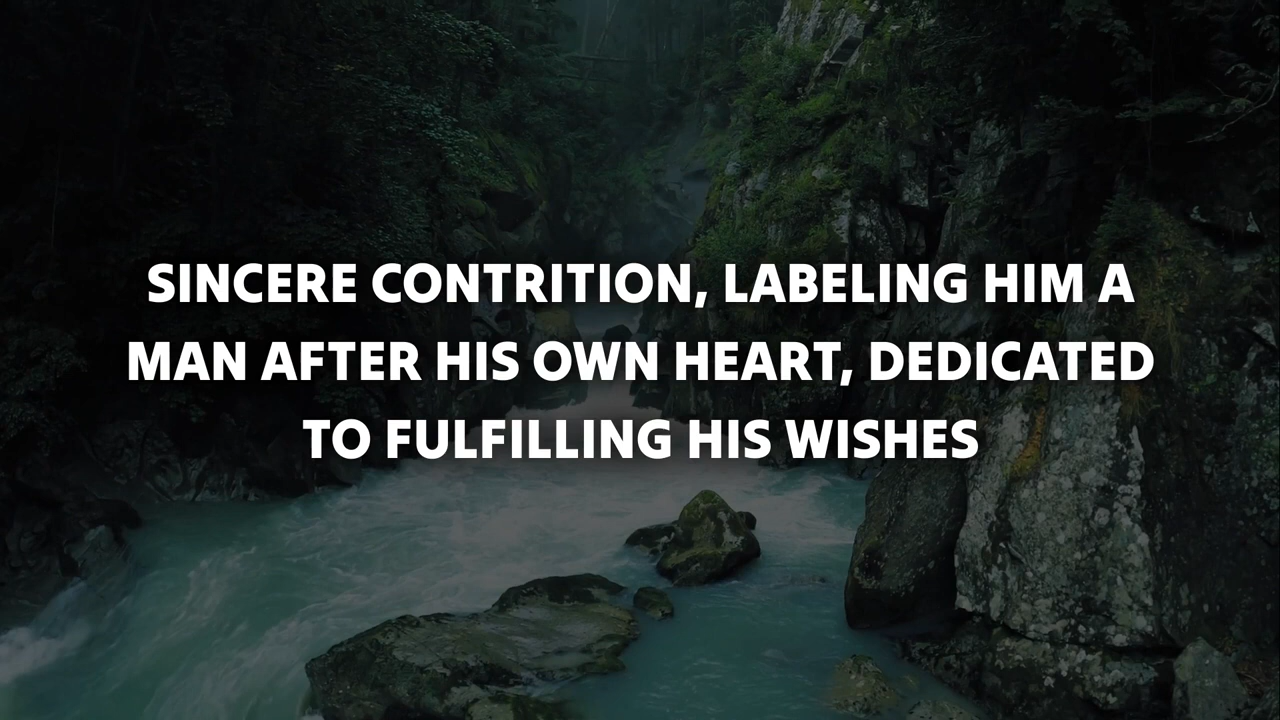 SINCERE CONTRITION, LABELING HIM A
MAN AFTER HIS OWN HEART, DEDICATED
TO FULFILLING HIS WISHES